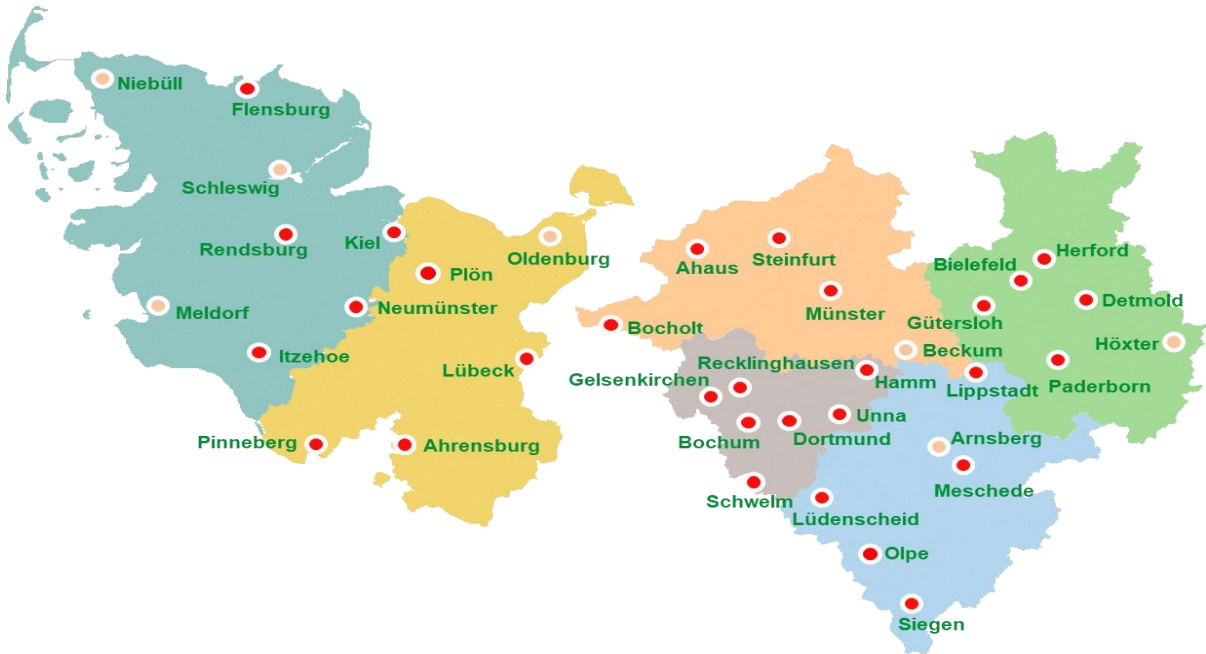 Niebüll
Flensburg
Schleswig
Rendsburg
Kiel
Oldenburg
Plön
Meldorf
Neumünster
Itzehoe
Lübeck
Pinneberg
Ahrensburg
Ahaus
Steinfurt
Münster
Bocholt
Beckum
Recklinghausen
Hamm
Gelsenkirchen
Unna
Bochum
Dortmund
Schwelm
Herford
Bielefeld
Detmold
Gütersloh
Höxter
Paderborn
Lippstadt
Arnsberg
Meschede
Lüdenscheid
Olpe
Siegen